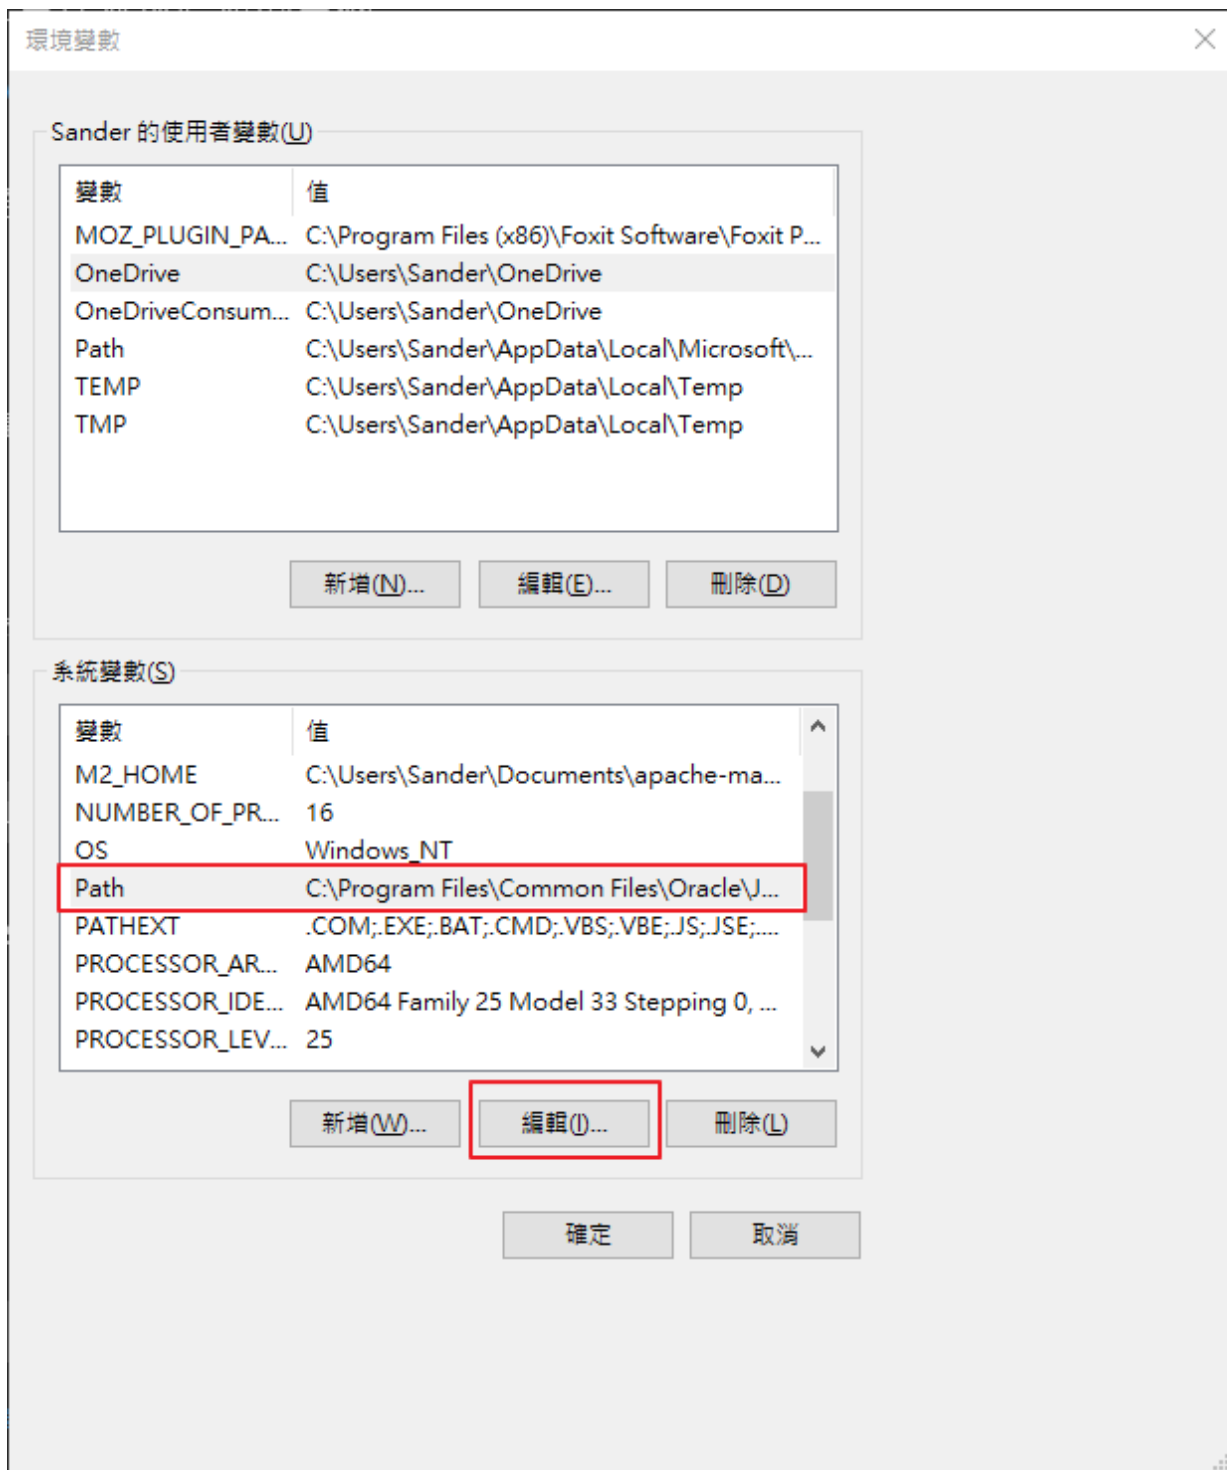 環境變數
Sander 的使用者變數(U)
變數 值
MOZ_PLUGIN_PA... C:\Program Files (x86)\Foxit Software\Foxit P...
OneDrive C:\Users\Sander\OneDrive
OneDriveConsum... C:\Users\Sander\OneDrive
Path C:\Users\Sander\AppData\Local\Microsoft\...
TEMP C:\Users\Sander\AppData\Local\Temp
TMP C:\Users\Sander\AppData\Local\Temp
新增(N)... 編輯(E)... 刪除(D)
系統變數(S)
變數 值
M2_HOME C:\Users\Sander\Documents\apache-ma...
NUMBER_OF_PR... 16
OS Windows_NT
Path C:\Program Files\Common Files\Oracle\J...
PATHEXT .COM;.EXE;.BAT;.CMD;.VBS;.VBE;.JS;.JSE;....
PROCESSOR_AR... AMD64
PROCESSOR_IDE... AMD64 Family 25 Model 33 Stepping 0, ...
PROCESSOR_LEV... 25
新增(W)... 編輯(I)... 刪除(L)
確定 取消